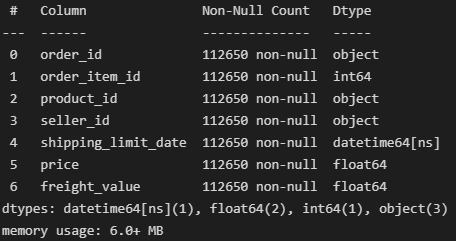 #   Column               Non-Null Count   Dtype
---  ------               --------------   -----
 0   order_id             112650 non-null  object
 1   order_item_id        112650 non-null  int64
 2   product_id           112650 non-null  object
 3   seller_id            112650 non-null  object
 4   shipping_limit_date  112650 non-null  datetime64[ns]
 5   price                112650 non-null  float64
 6   freight_value        112650 non-null  float64
dtypes: datetime64[ns](1), float64(2), int64(1), object(3)
memory usage: 6.0+ MB